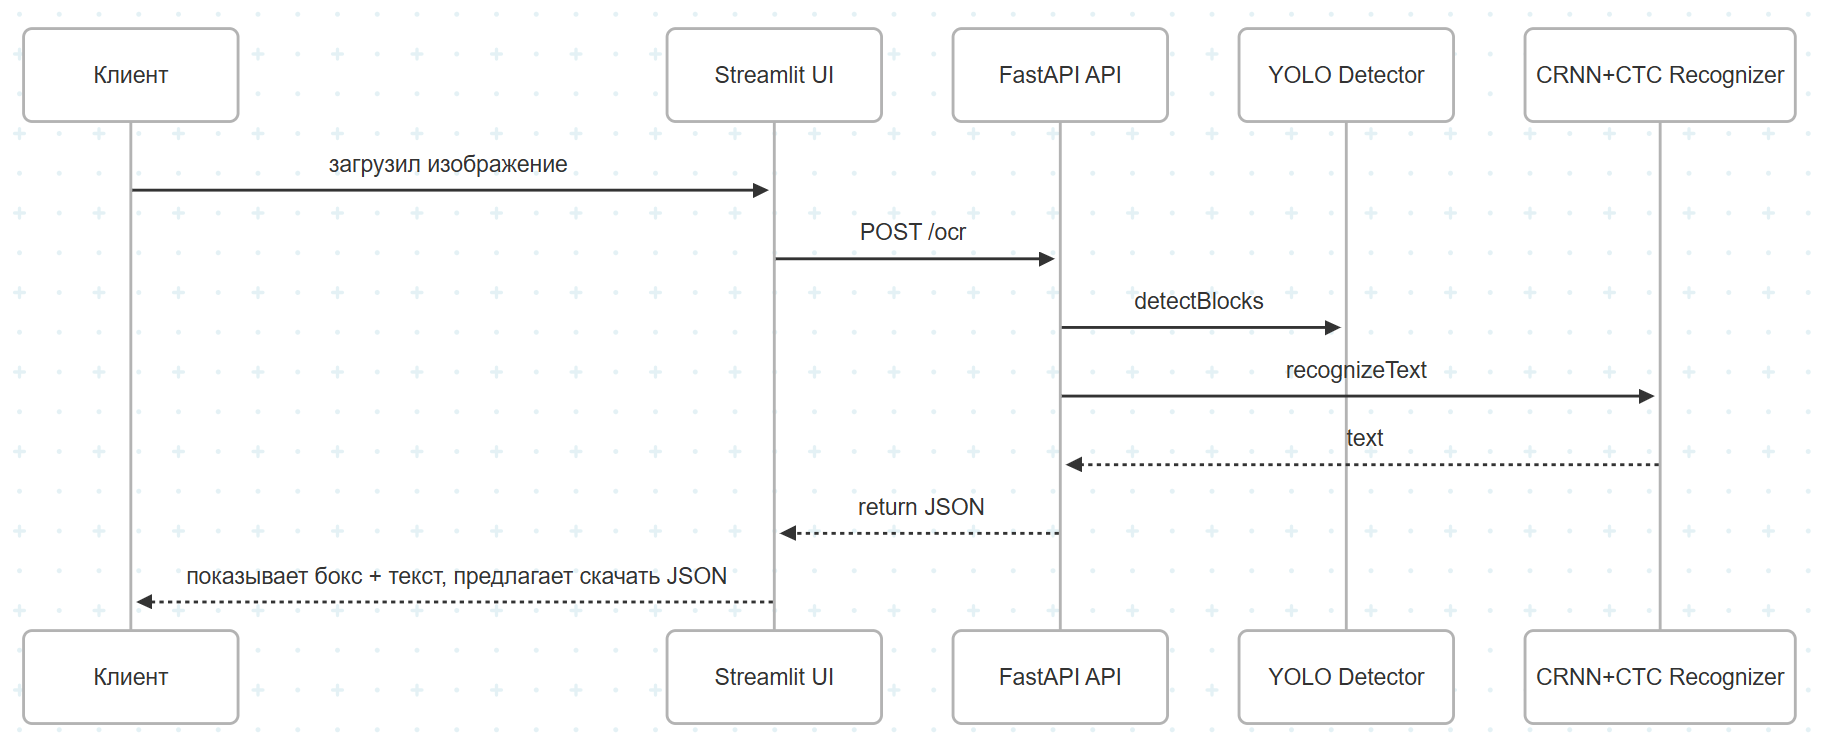 Клиент
Streamlit UI
FastAPI API
YOLO Detector
CRNN+CTC Recognizer
загрузил изображение
POST /ocr
detectBlocks
recognizeText
text
return JSON
показывает бокс + текст, предлагает скачать JSON
Клиент
Streamlit UI
FastAPI API
YOLO Detector
CRNN+CTC Recognizer